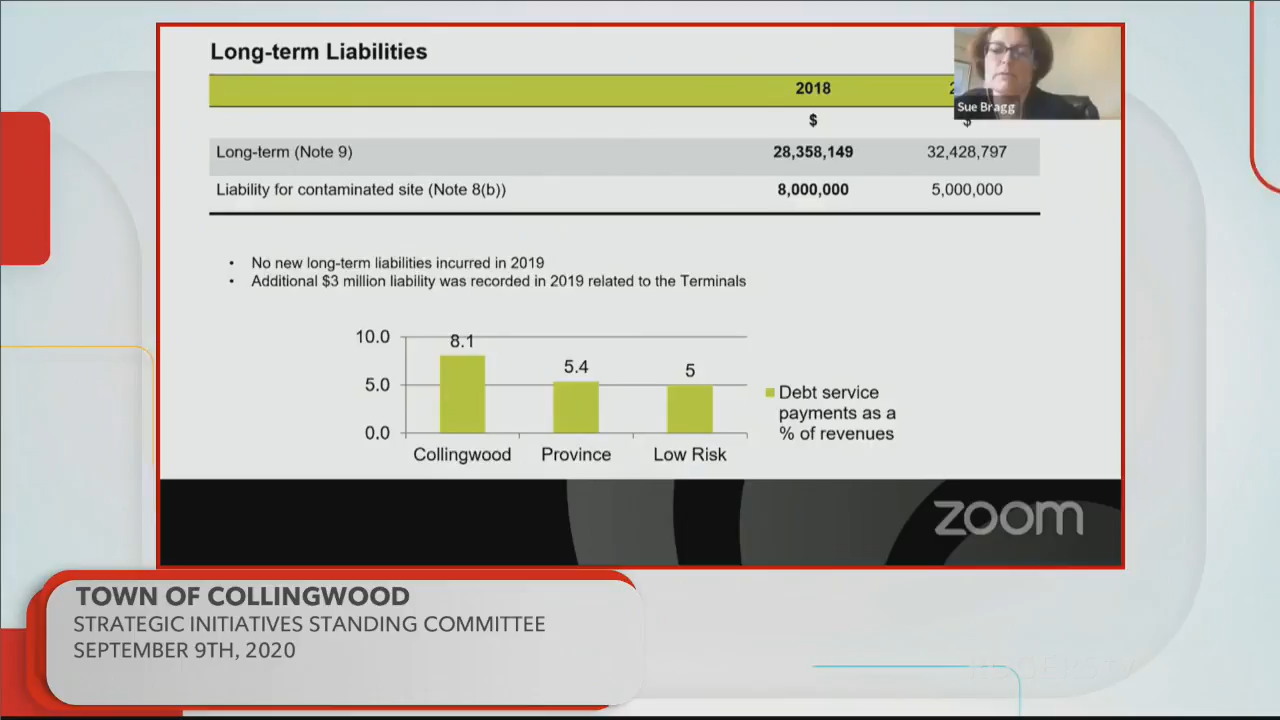 Long-term Liabilities
2018
$ $
Long-term (Note 9) 28,358,149 32,428,797
Liability for contaminated site (Note 8(b)) 8,000,000 5,000,000
Sue Bragg
• No new long-term liabilities incurred in 2019
• Additional $3 million liability was recorded in 2019 related to the Terminals
10.0
5.0
0.0
8.1
5.4
5
Collingwood Province Low Risk
Debt service
payments as a
% of revenues
zoom
TOWN OF COLLINGWOOD
STRATEGIC INITIATIVES STANDING COMMITTEE
SEPTEMBER 9TH, 2020